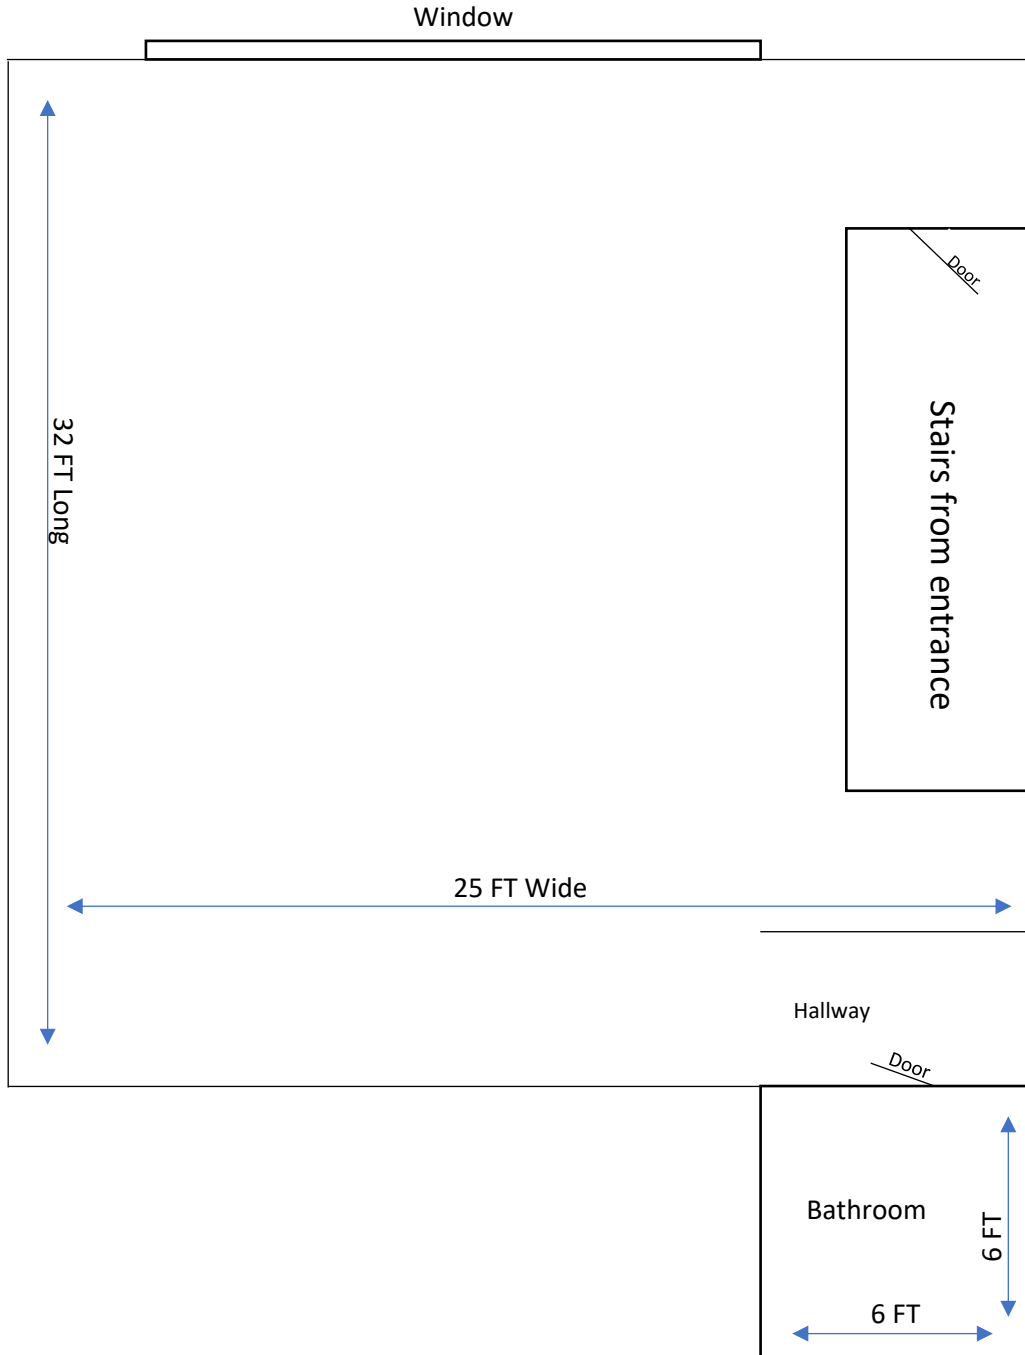 Window
Door
Stairs from entrance
32 FT Long
25 FT Wide
Hallway
Door
Bathroom
6 FT
6 FT